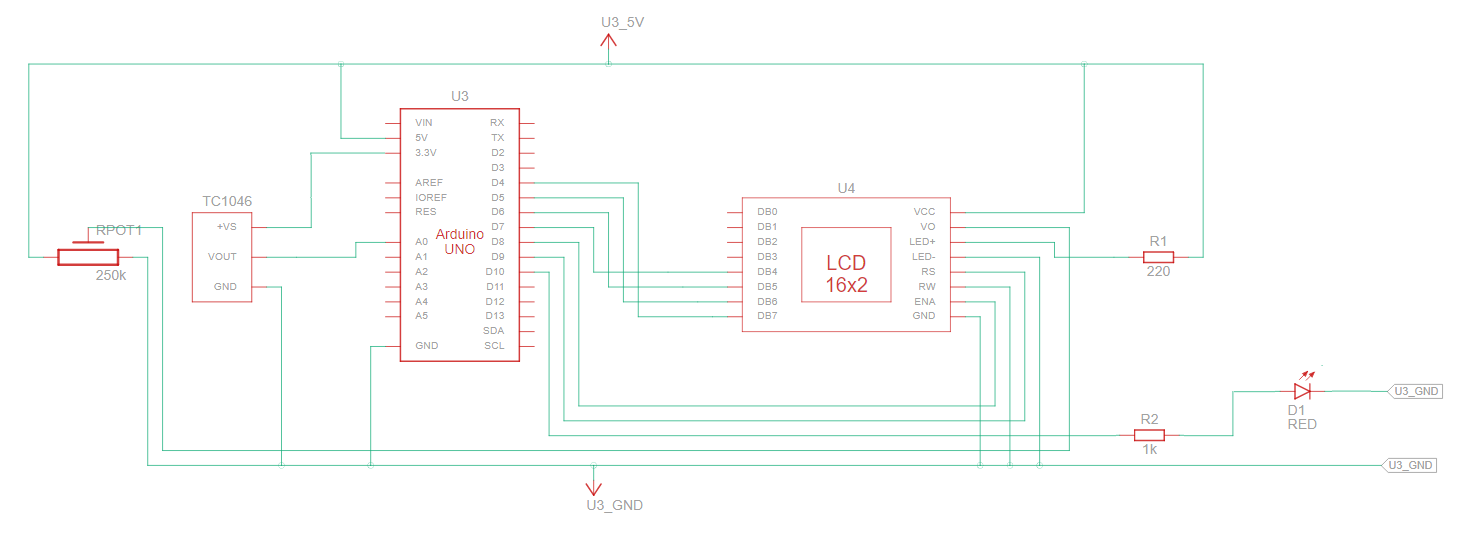 U3_5V
U3
VIN
5V
3.3V
AREF
IOREF
RES
A0
A1
A2
A3
A4
A5
GND
Arduino
UNO
RX
TX
D2
D3
D4
D5
D6
D7
D8
D9
D10
D11
D12
D13
SDA
SCL
TC1046
+VS
VOUT
GND
RPOT1
250k
U4
DB0
DB1
DB2
DB3
DB4
DB5
DB6
DB7
LCD
16x2
VCC
VO
LED+
LED-
RS
RW
ENA
GND
R1
220
D1
RED
U3_GND
R2
1k
U3_GND
U3_GND